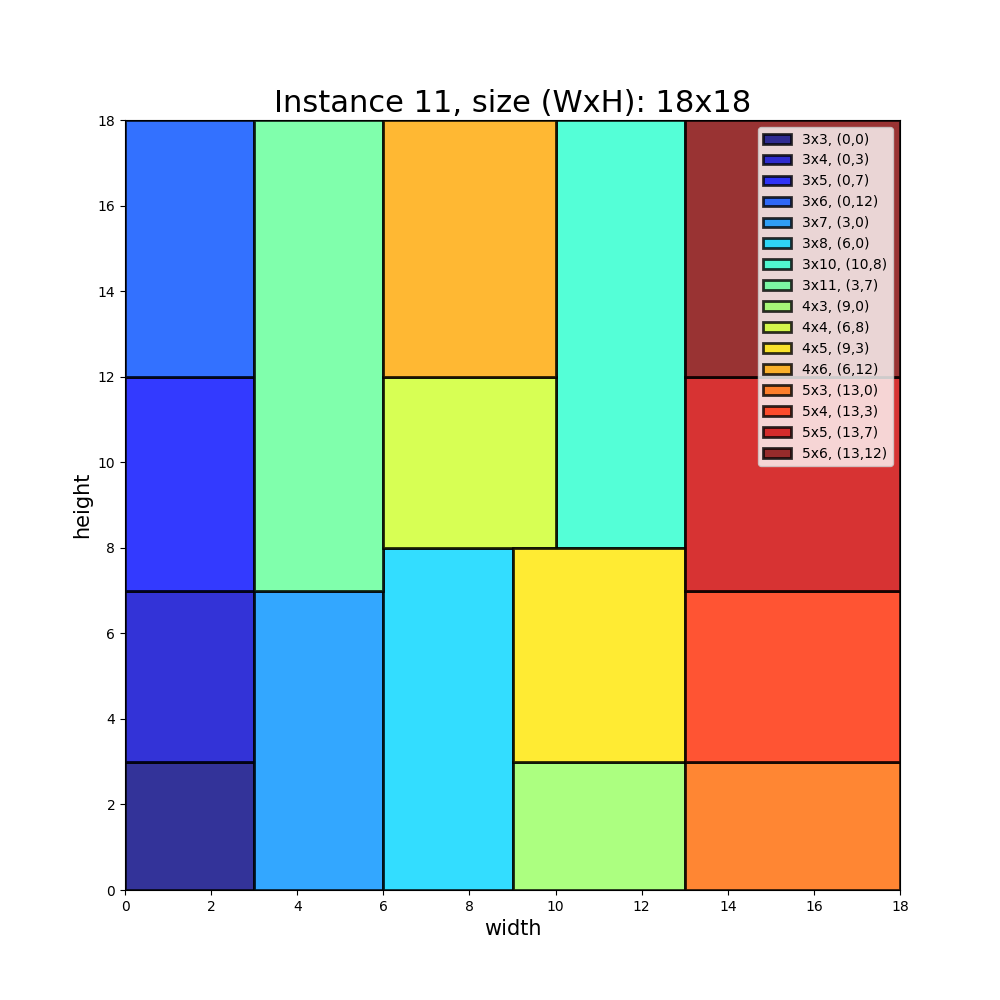 Instance 11, size (WxH): 18x18
3x3, (0,0)
3x4, (0,3)
3x5, (0,7)
3x6, (0,12)
3x7, (3,0)
3x8, (6,0)
3x10, (10,8)
3x11, (3,7)
4x3, (9,0)
4x4, (6,8)
4x5, (9,3)
4x6, (6,12)
5x3, (13,0)
5x4, (13,3)
5x5, (13,7)
5x6, (13,12)
height
18
16
14
12
10
8
6
4
2
0
0 2 4 6 8 10 12 14 16 18
width